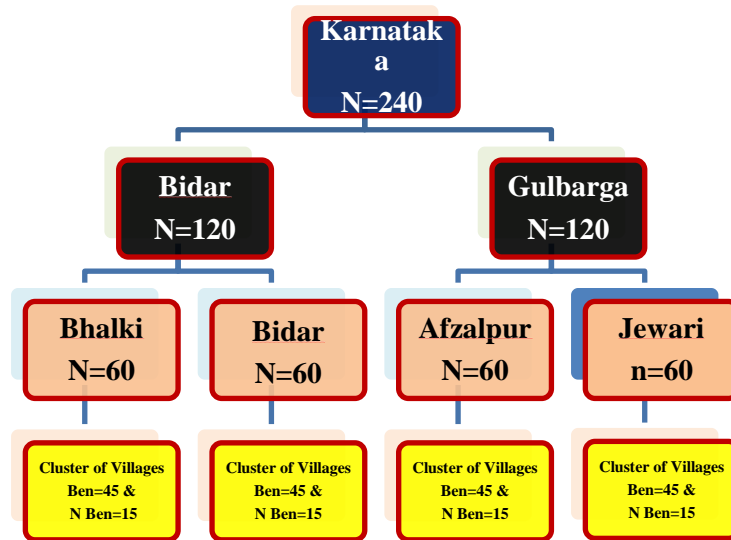 Karnatak
a
N=240
Bidar
N=120
Gulbarga
N=120
Bhalki
N=60
Bidar
N=60
Afzalpur
N=60
Jewari
n=60
Cluster of Villages
Ben=45 &
N Ben=15
Cluster of Villages
Ben=45 &
N Ben=15
Cluster of Villages
Ben=45 &
N Ben=15
Cluster of Villages
Ben=45 &
N Ben=15